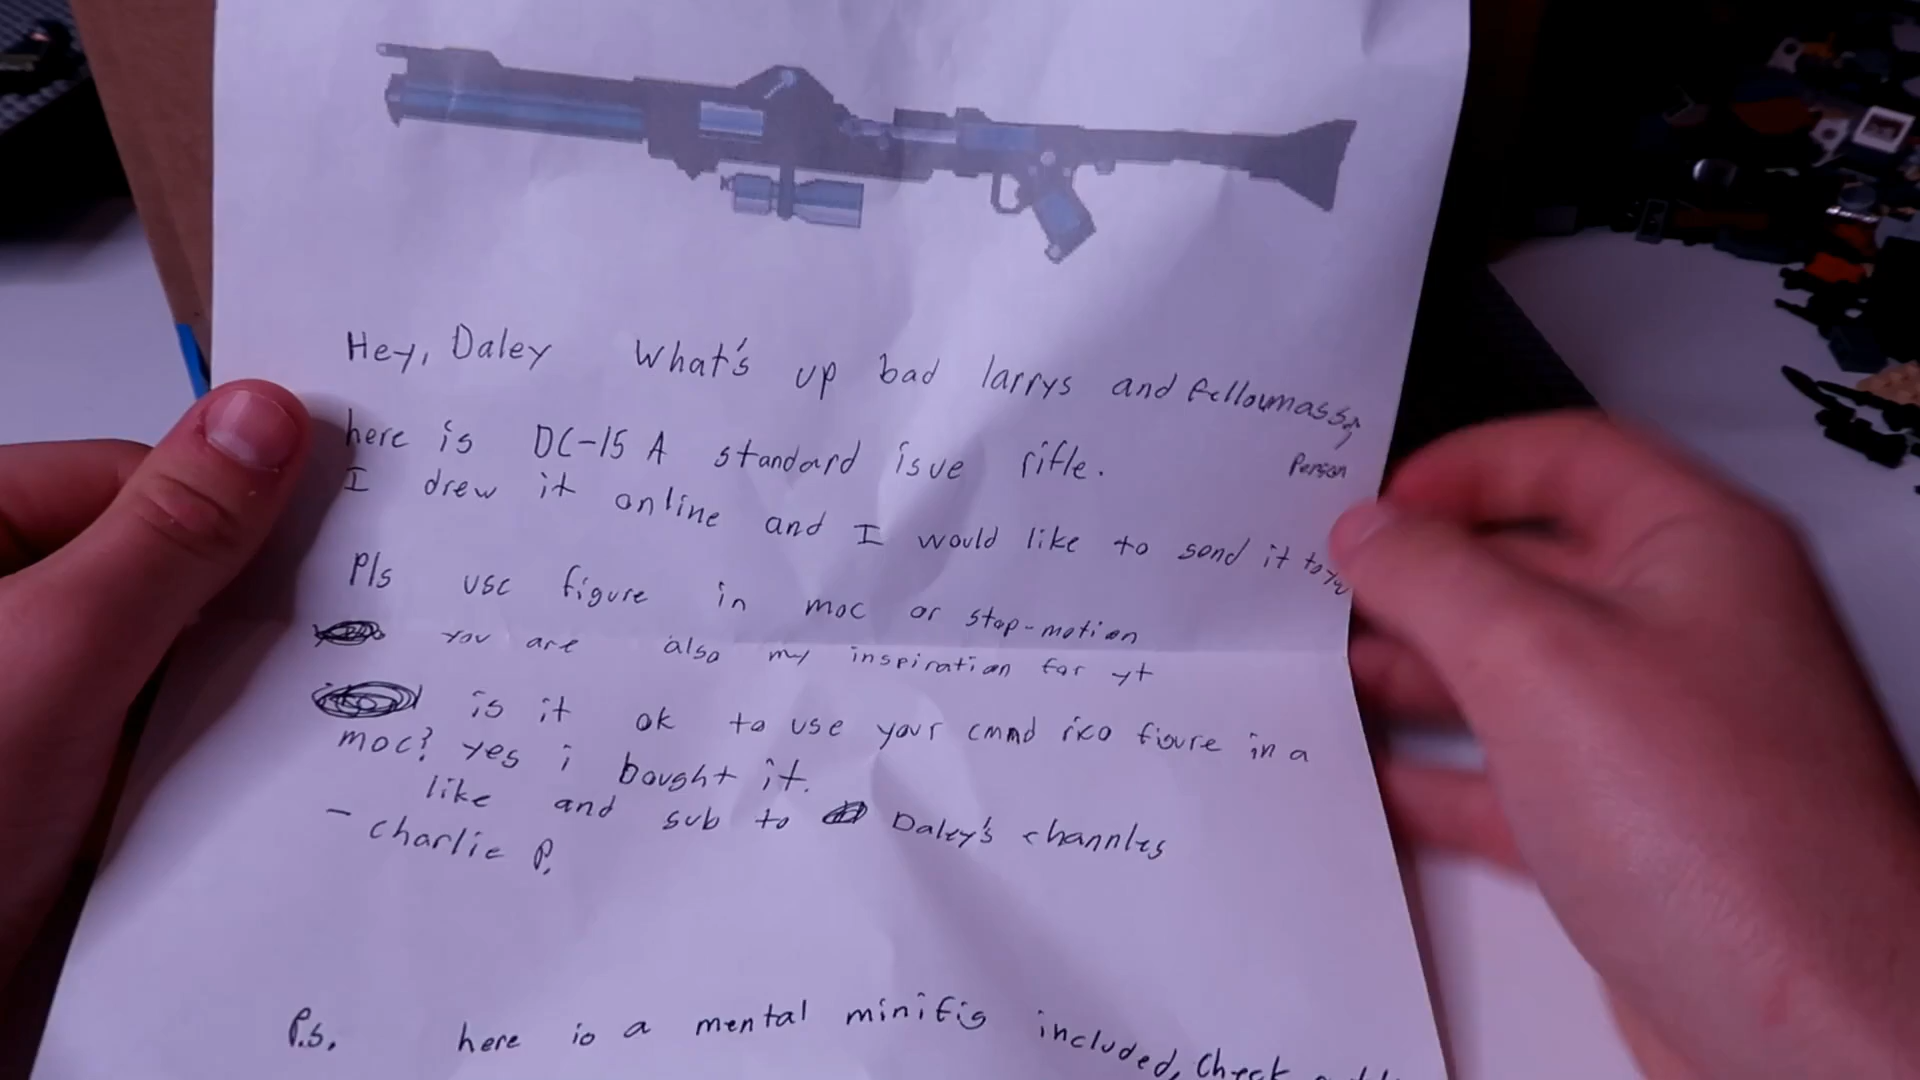 Hey, Daley What's up bad larrys and
Person
here is DC-15 A standard isue rifle.
I drew it online and I would like to send it to
Pls use figure in moc or stop-motion
you are also my inspiration for yt
is it ok to use your cmnd rico figure in a
moc? yes i bought it.
like and sub to Daley's channles
- charlie P.
P.s. here is a mental minifig included, Check